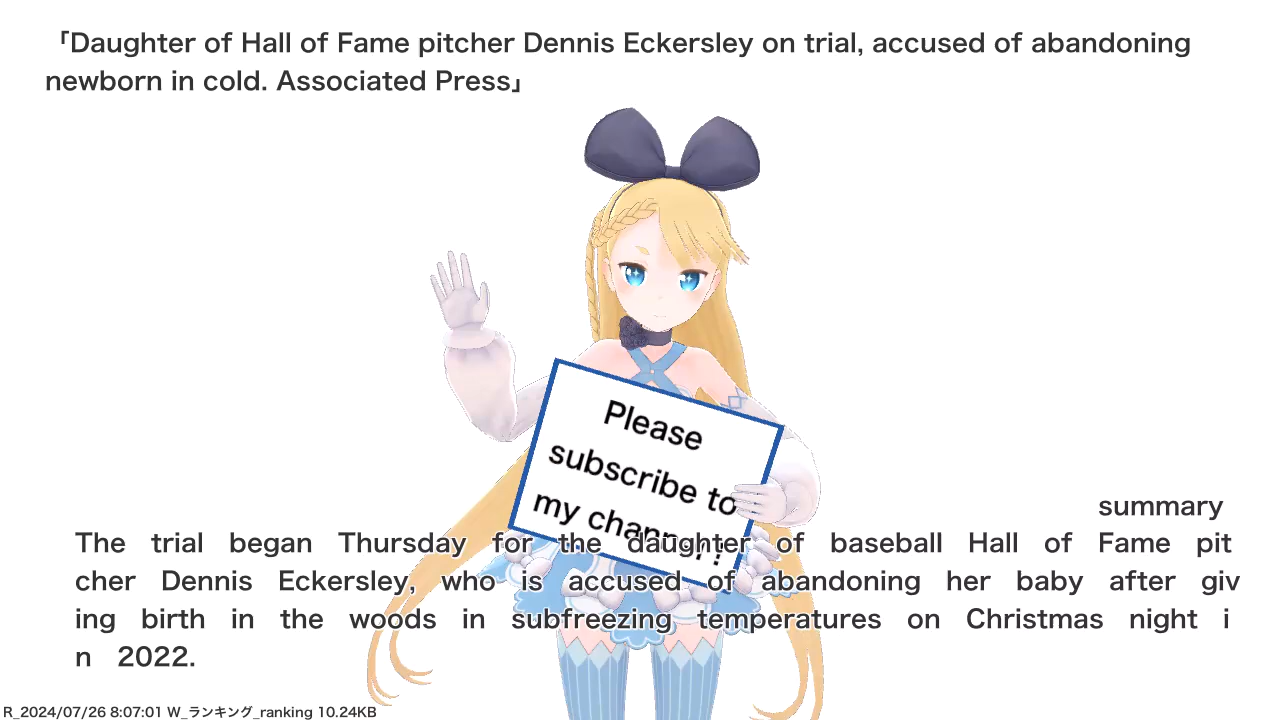 「Daughter of Hall of Fame pitcher Dennis Eckersley on trial, accused of abandoning
newborn in cold. Associated Press」
Please
subscribe to
my channel!
summary
The trial began Thursday for the daughter of baseball Hall of Fame pit
cher Dennis Eckersley, who is accused of abandoning her baby after giv
ing birth in the woods in subfreezing temperatures on Christmas night i
n 2022.
R_2024/07/26 8:07:01 W_ランキング_ranking 10.24KB